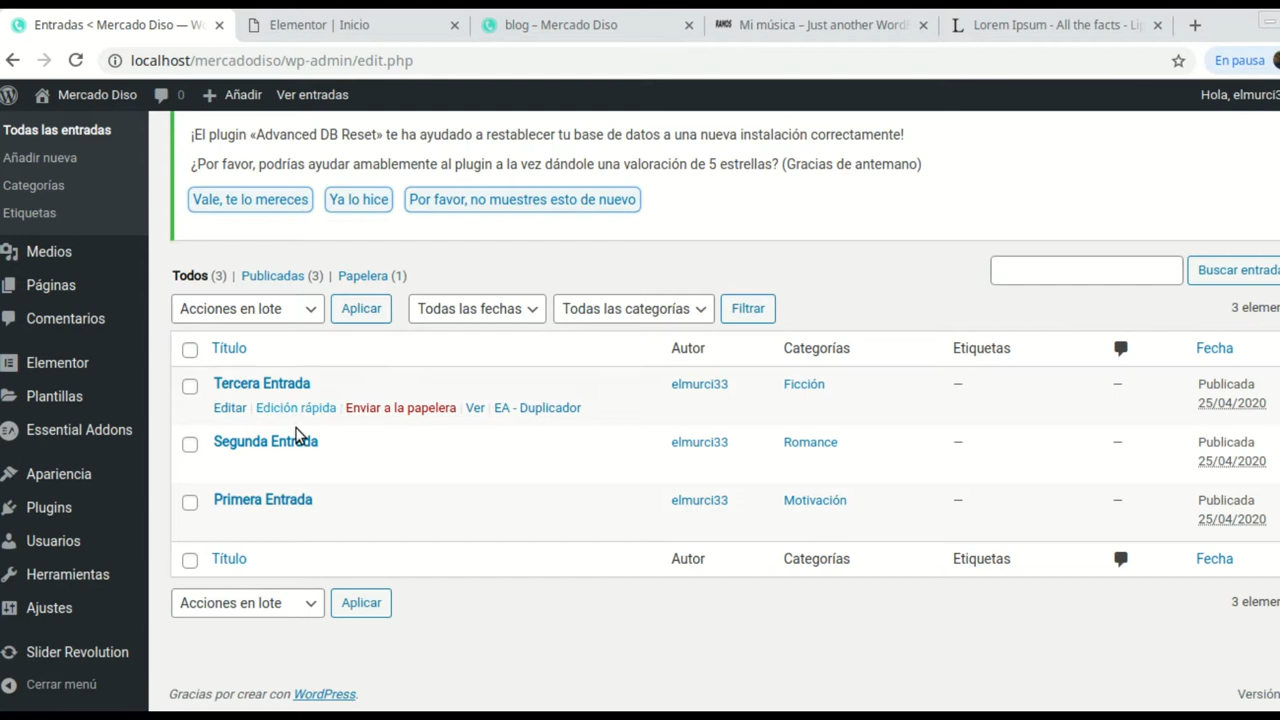 Entradas < Mercado Diso — Wo
Elementor | Inicio
blog – Mercado Diso
Mi música – Just another WordP
Lorem Ipsum - All the facts - Lip
localhost/mercadodiso/wp-admin/edit.php
En pausa
Mercado Diso
0
Añadir
Ver entradas
Hola, elmurci3
Todas las entradas
Añadir nueva
Categorías
Etiquetas
Medios
Páginas
Comentarios
Elementor
Plantillas
Essential Addons
Apariencia
Plugins
Usuarios
Herramientas
Ajustes
Slider Revolution
Cerrar menú
¡El plugin «Advanced DB Reset» te ha ayudado a restablecer tu base de datos a una nueva instalación correctamente!
¿Por favor, podrías ayudar amablemente al plugin a la vez dándole una valoración de 5 estrellas? (Gracias de antemano)
Vale, te lo mereces
Ya lo hice
Por favor, no muestres esto de nuevo
Todos (3) | Publicadas (3) | Papelera (1)
Buscar entrada
Acciones en lote
Aplicar
Todas las fechas
Todas las categorías
Filtrar
3 elemen
Título Autor Categorías Etiquetas Fecha
Tercera Entrada elmurci33 Ficción — — Publicada
25/04/2020
Editar | Edición rápida | Enviar a la papelera | Ver | EA - Duplicador
Segunda Entrada elmurci33 Romance — — Publicada
25/04/2020
Primera Entrada elmurci33 Motivación — — Publicada
25/04/2020
Título Autor Categorías Etiquetas Fecha
Acciones en lote
Aplicar
3 elemen
Gracias por crear con WordPress.
Versión